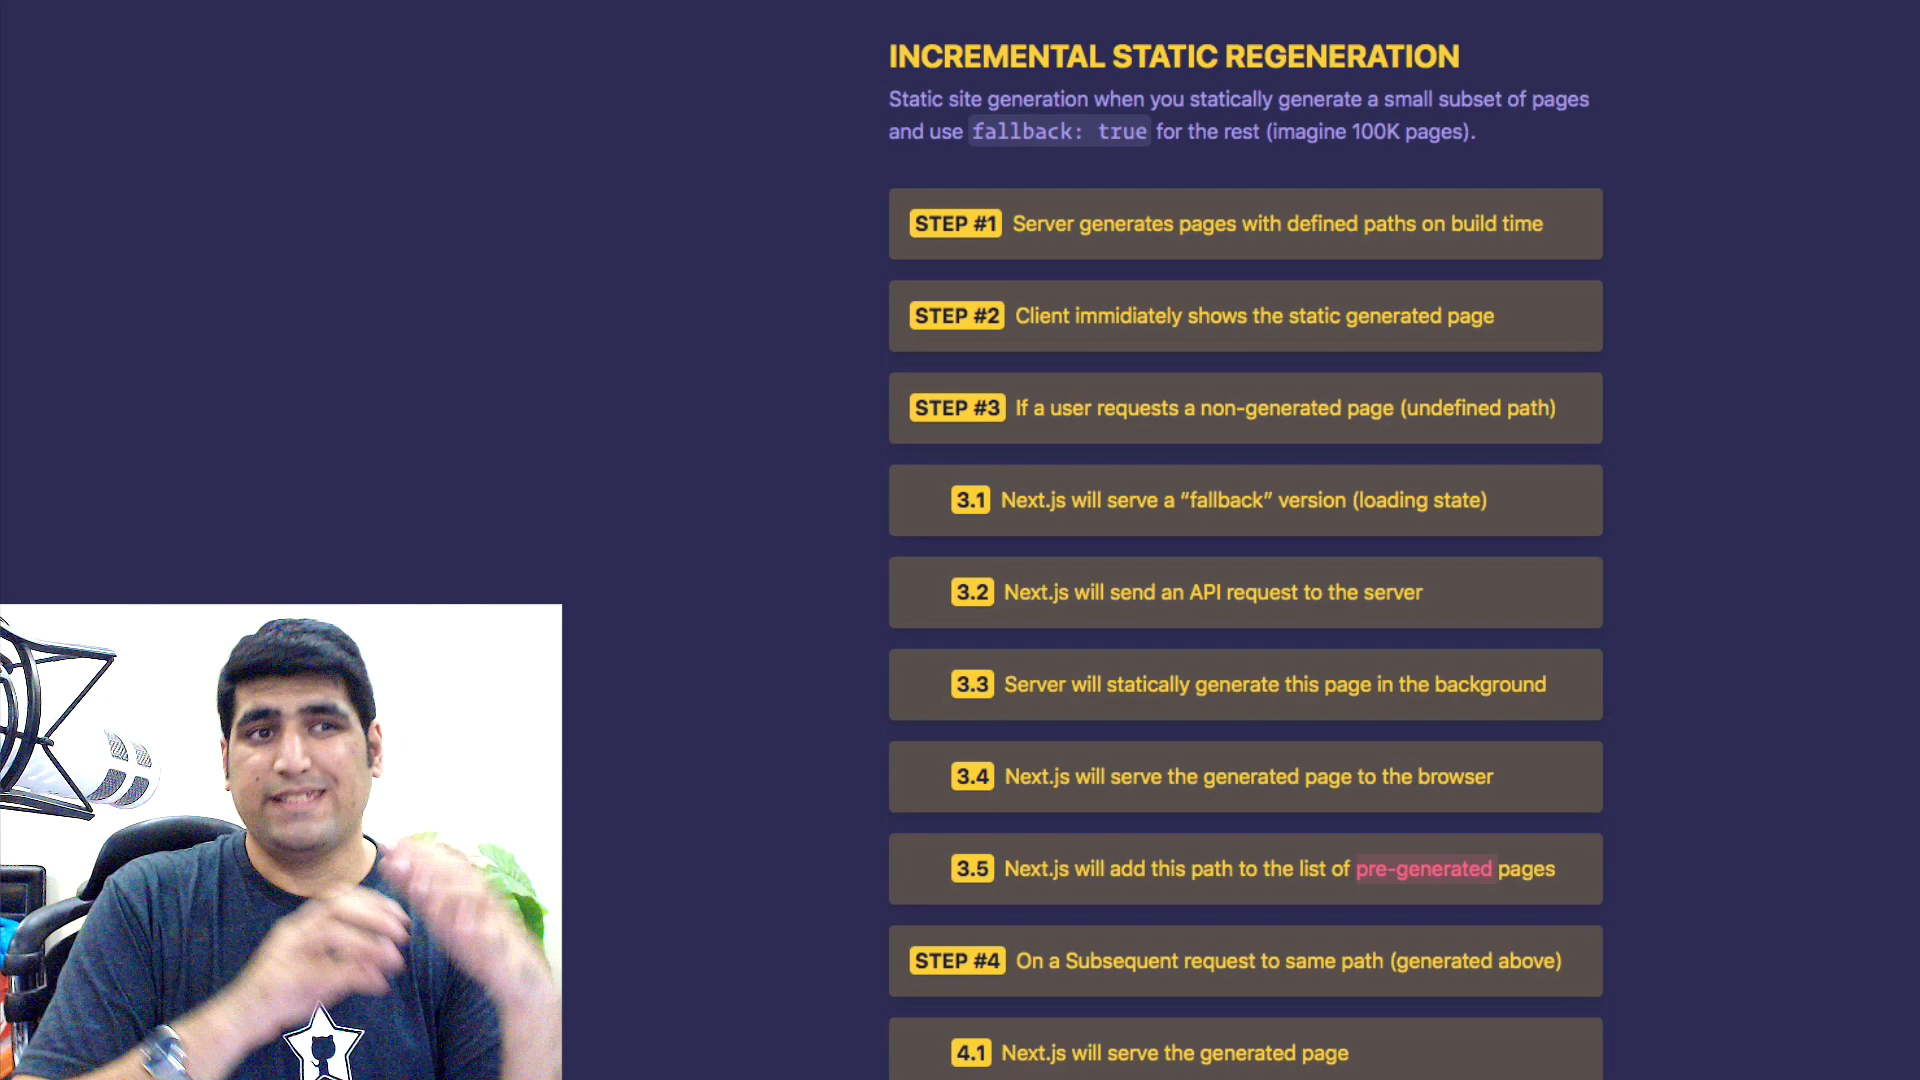 INCREMENTAL STATIC REGENERATION
Static site generation when you statically generate a small subset of pages
and use fallback: true for the rest (imagine 100K pages).
STEP #1 Server generates pages with defined paths on build time
STEP #2 Client immidiately shows the static generated page
STEP #3 If a user requests a non-generated page (undefined path)
3.1 Next.js will serve a “fallback” version (loading state)
3.2 Next.js will send an API request to the server
3.3 Server will statically generate this page in the background
3.4 Next.js will serve the generated page to the browser
3.5 Next.js will add this path to the list of pre-generated pages
STEP #4 On a Subsequent request to same path (generated above)
4.1 Next.js will serve the generated page